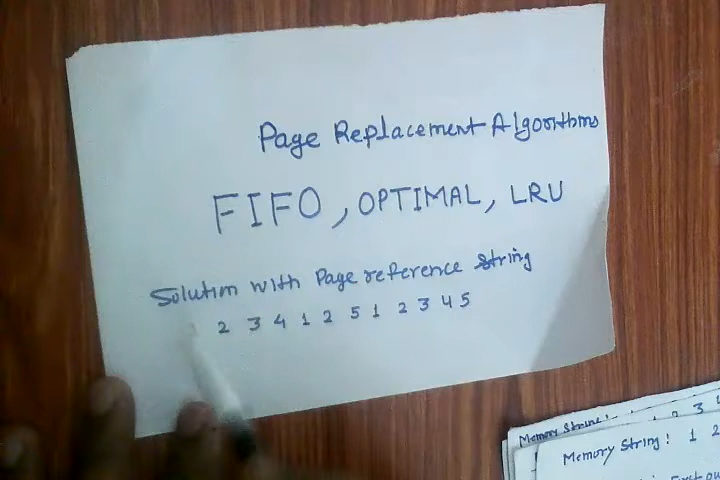 Page Replacement Algorithms
FIFO, OPTIMAL, LRU
Solution with Page reference String
2 3 4 1 2 5 1 2 3 4 5
Memory String:
Memory String: 1 2